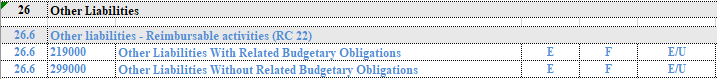 26 Other Liabilities
26.6 Other liabilities - Reimbursable activities (RC 22)
26.6 219000 Other Liabilities With Related Budgetary Obligations E F E/U
26.6 299000 Other Liabilities Without Related Budgetary Obligations E F E/U